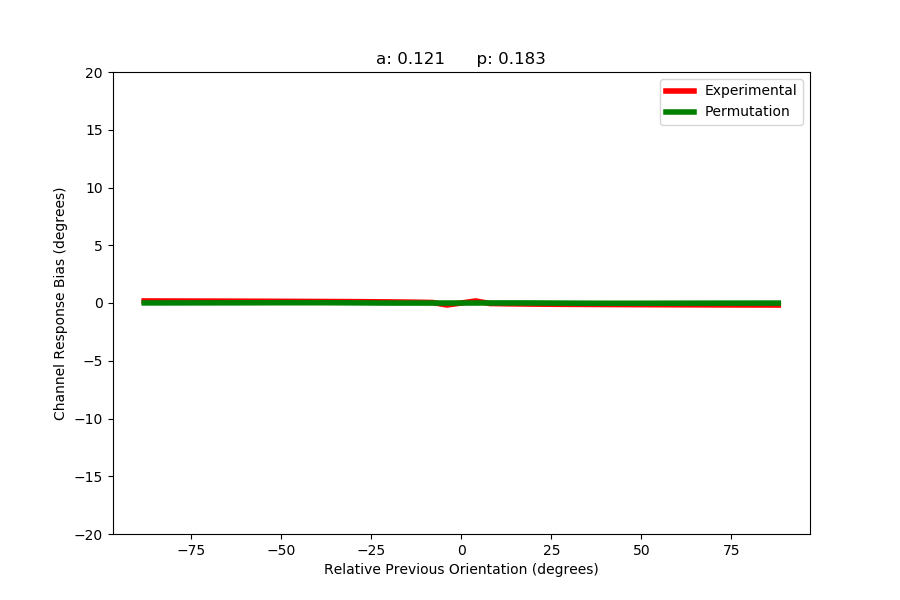 a: 0.121      p: 0.183
Experimental
Permutation
20
15
10
5
0
−5
−10
−15
−20
Channel Response Bias (degrees)
−75 −50 −25 0 25 50 75
Relative Previous Orientation (degrees)